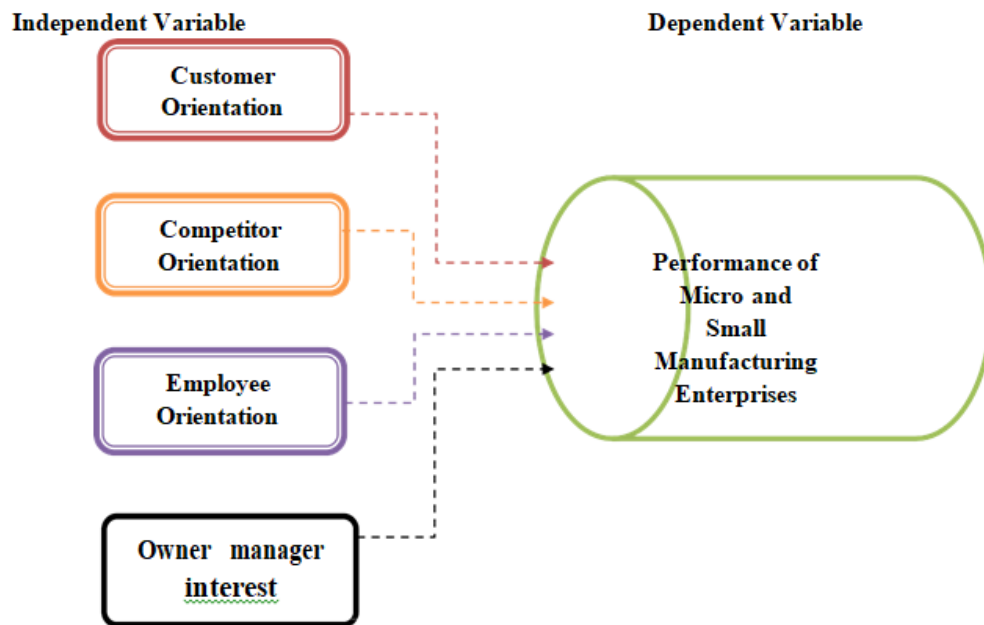 Independent Variable
Dependent Variable
Customer
Orientation
Competitor
Orientation
Employee
Orientation
Owner manager
interest
Performance of
Micro and
Small
Manufacturing
Enterprises